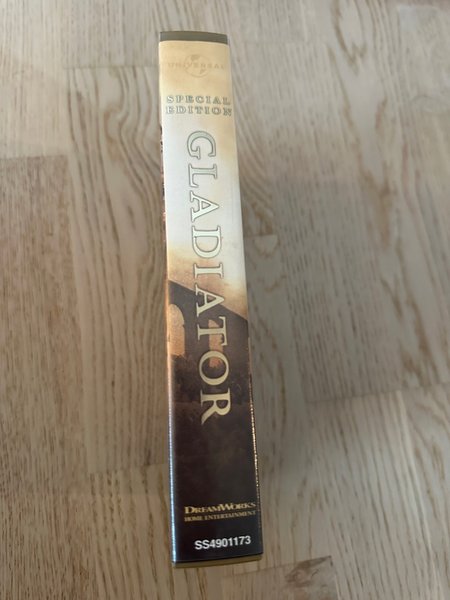 UNIVERSAL
SPECIAL
EDITION
GLADIATOR
DREAMWORKS
HOME ENTERTAINMENT
SS4901173